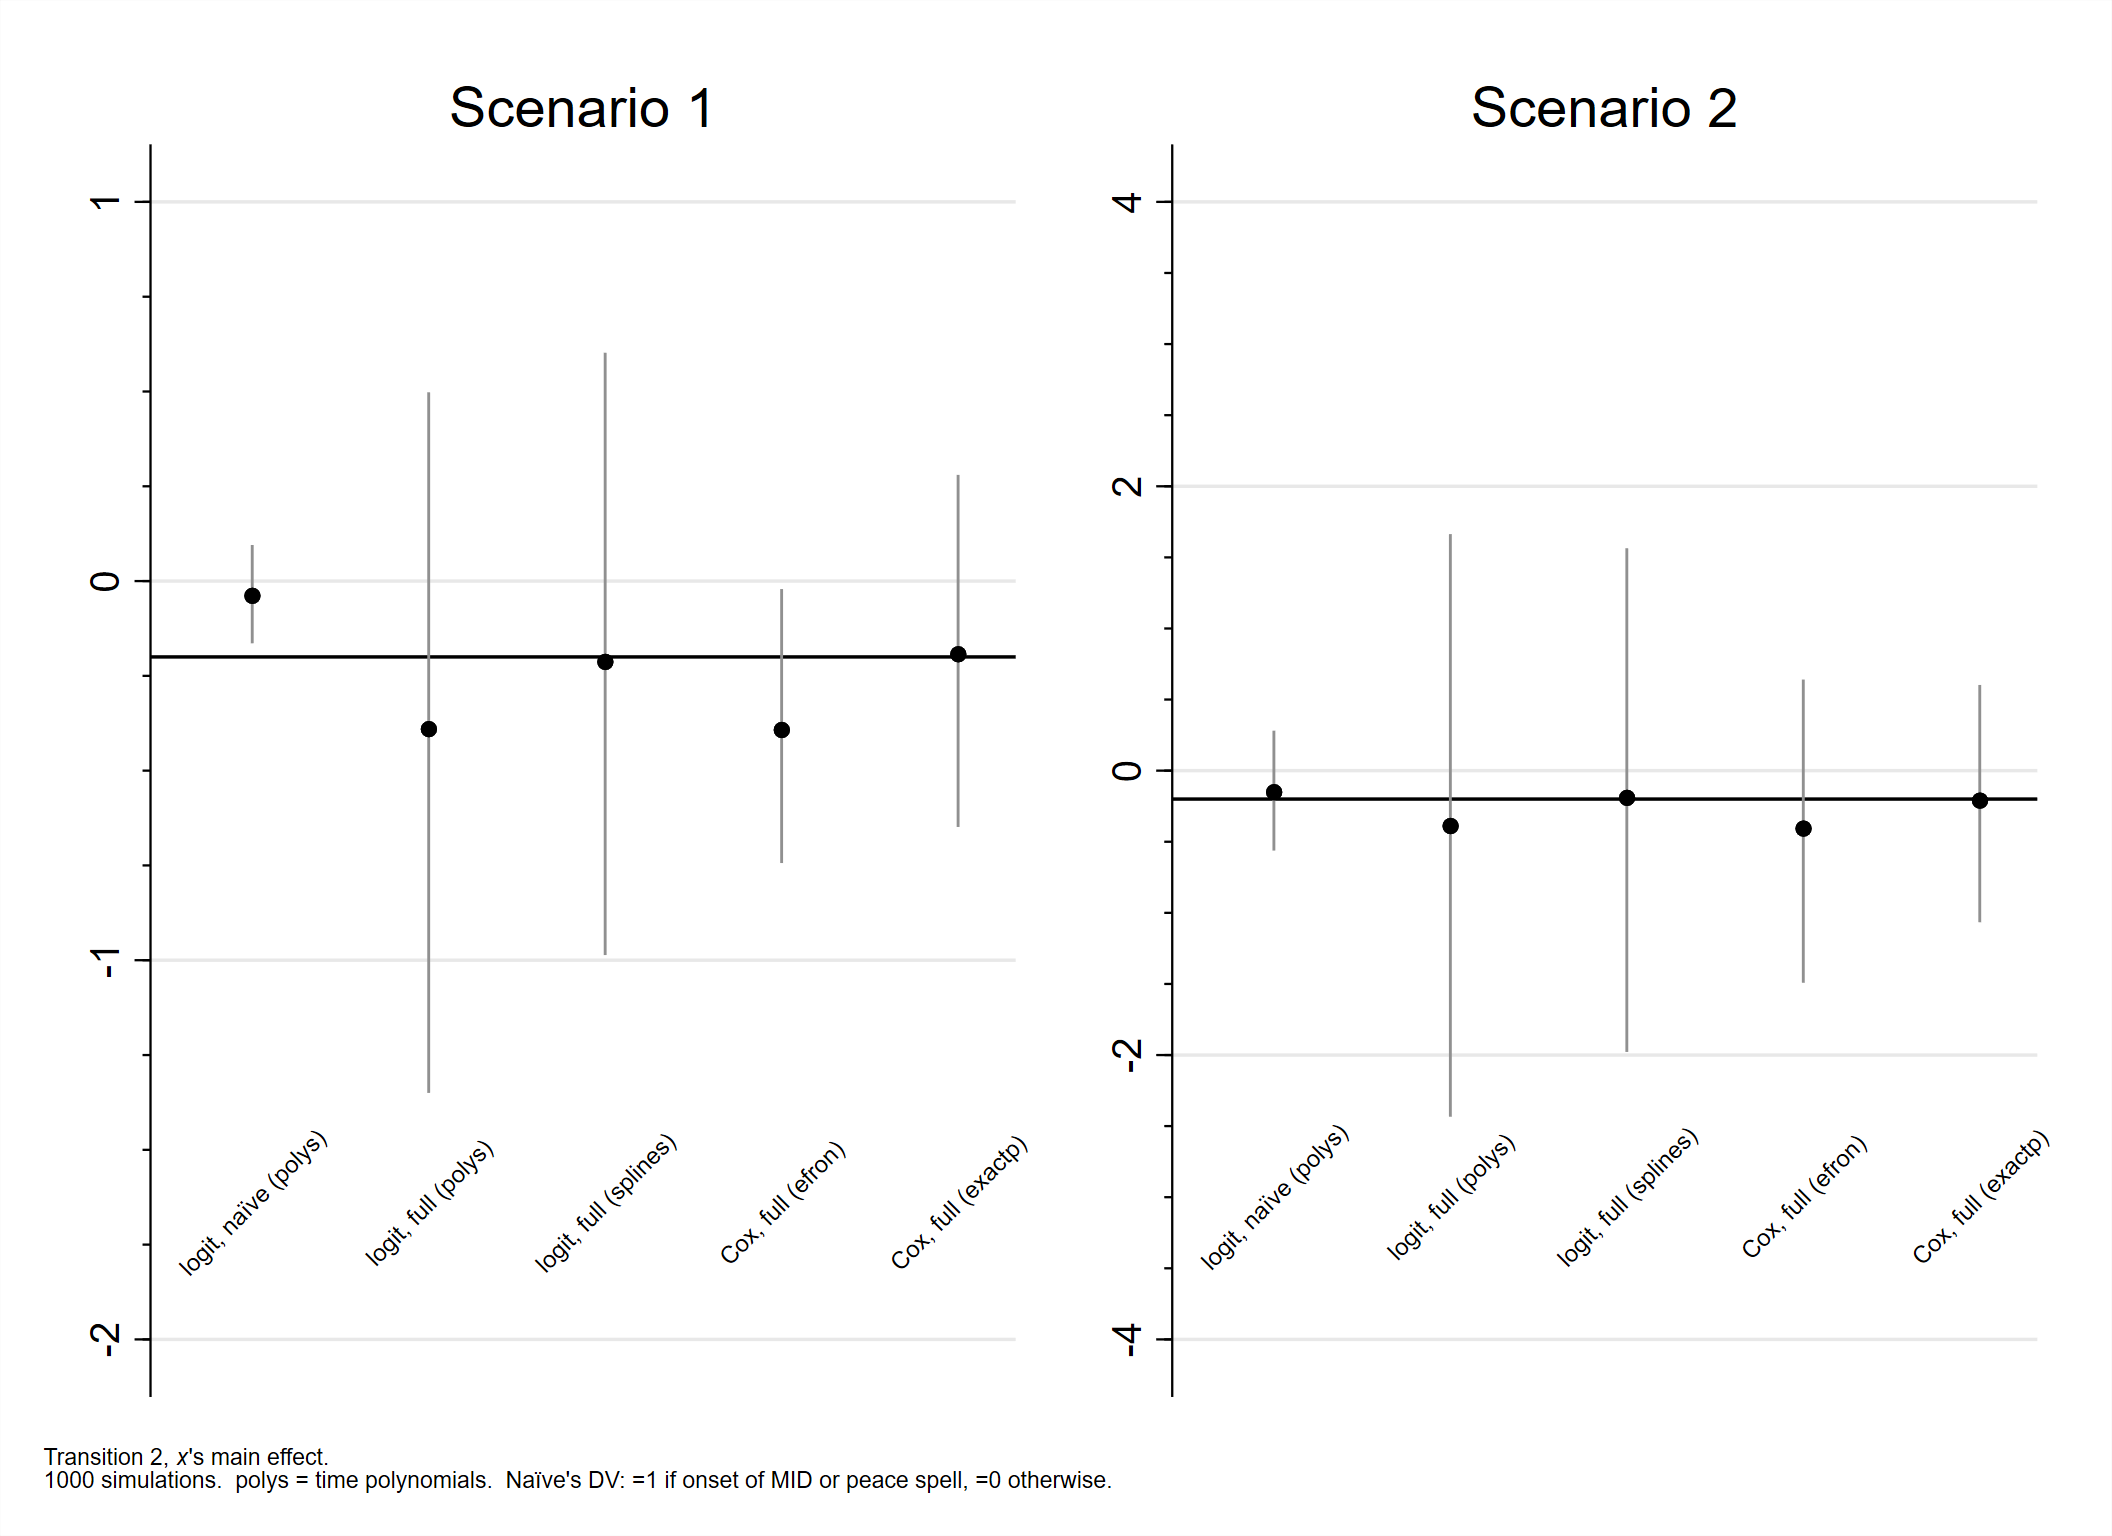 Scenario 1
1
0
-1
-2
logit, naïve (polys)
logit, full (polys)
logit, full (splines)
Cox, full (efron)
Cox, full (exactp)
Scenario 2
4
2
0
-2
-4
logit, naïve (polys)
logit, full (polys)
logit, full (splines)
Cox, full (efron)
Cox, full (exactp)
Transition 2, x's main effect.
1000 simulations.  polys = time polynomials.  Naïve's DV: =1 if onset of MID or peace spell, =0 otherwise.